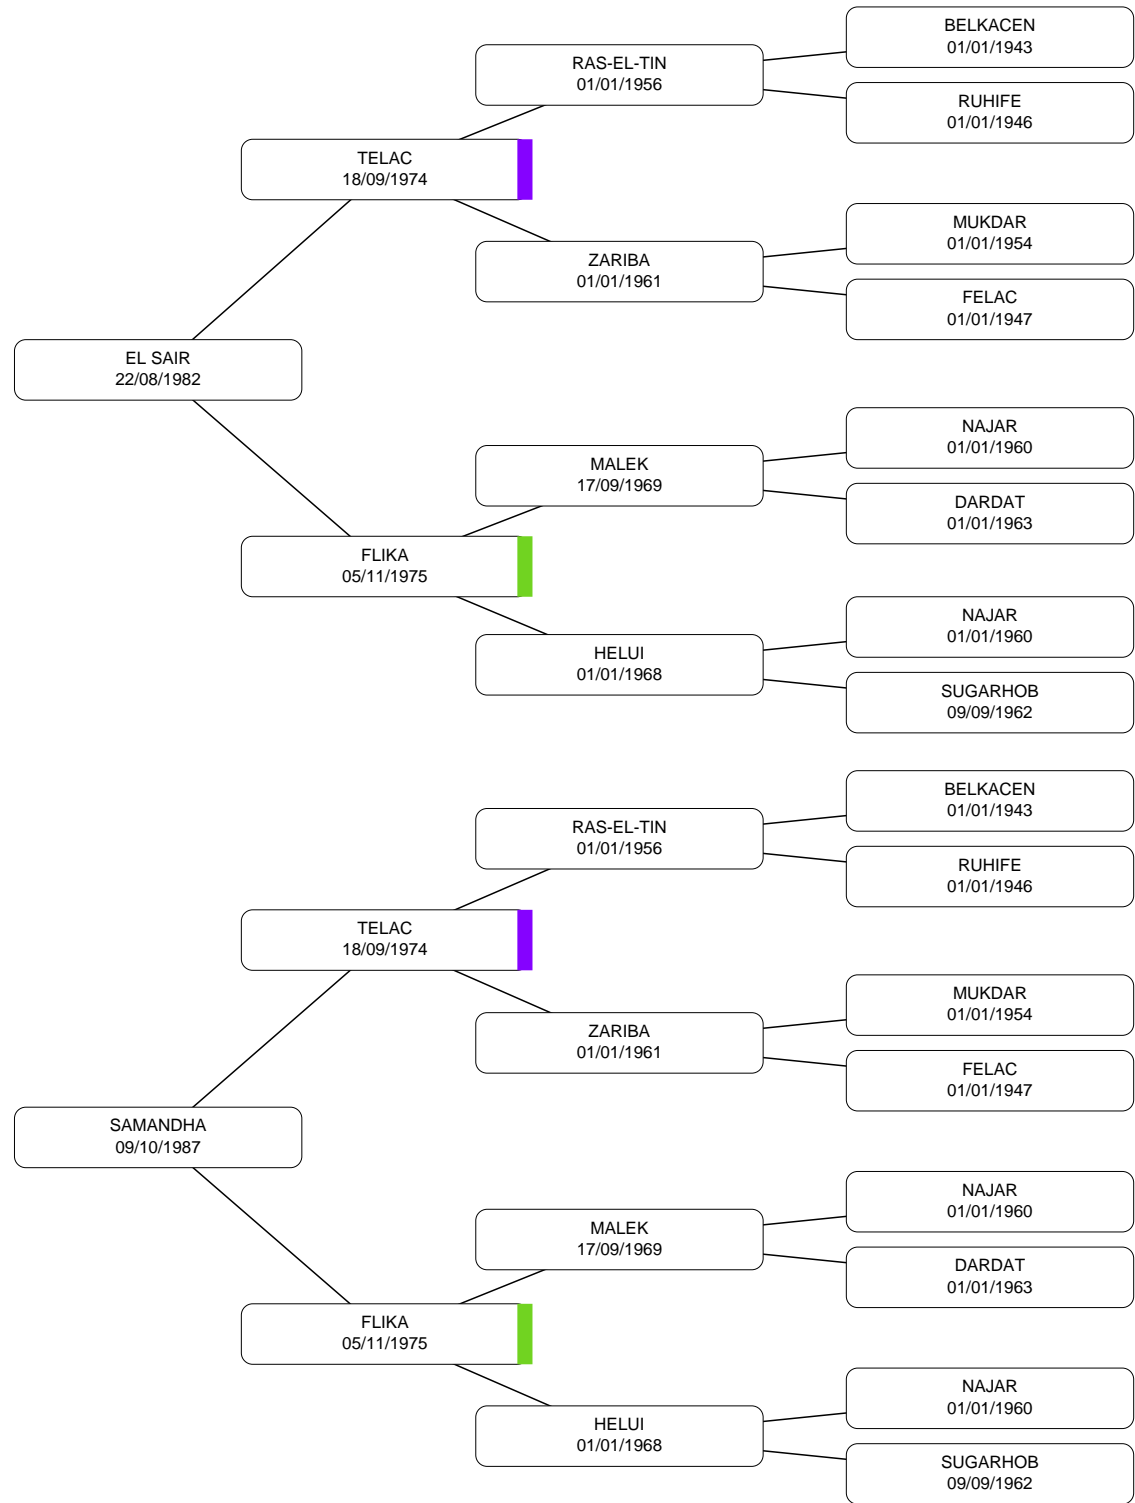 BELKACEN
01/01/1943
RAS-EL-TIN
01/01/1956
RUHIFE
01/01/1946
TELAC
18/09/1974
MUKDAR
01/01/1954
ZARIBA
01/01/1961
FELAC
01/01/1947
EL SAIR
22/08/1982
NAJAR
01/01/1960
MALEK
17/09/1969
DARDAT
01/01/1963
FLIKA
05/11/1975
NAJAR
01/01/1960
HELUI
01/01/1968
SUGARHOB
09/09/1962
BELKACEN
01/01/1943
RAS-EL-TIN
01/01/1956
RUHIFE
01/01/1946
TELAC
18/09/1974
MUKDAR
01/01/1954
ZARIBA
01/01/1961
FELAC
01/01/1947
SAMANDHA
09/10/1987
NAJAR
01/01/1960
MALEK
17/09/1969
DARDAT
01/01/1963
FLIKA
05/11/1975
NAJAR
01/01/1960
HELUI
01/01/1968
SUGARHOB
09/09/1962